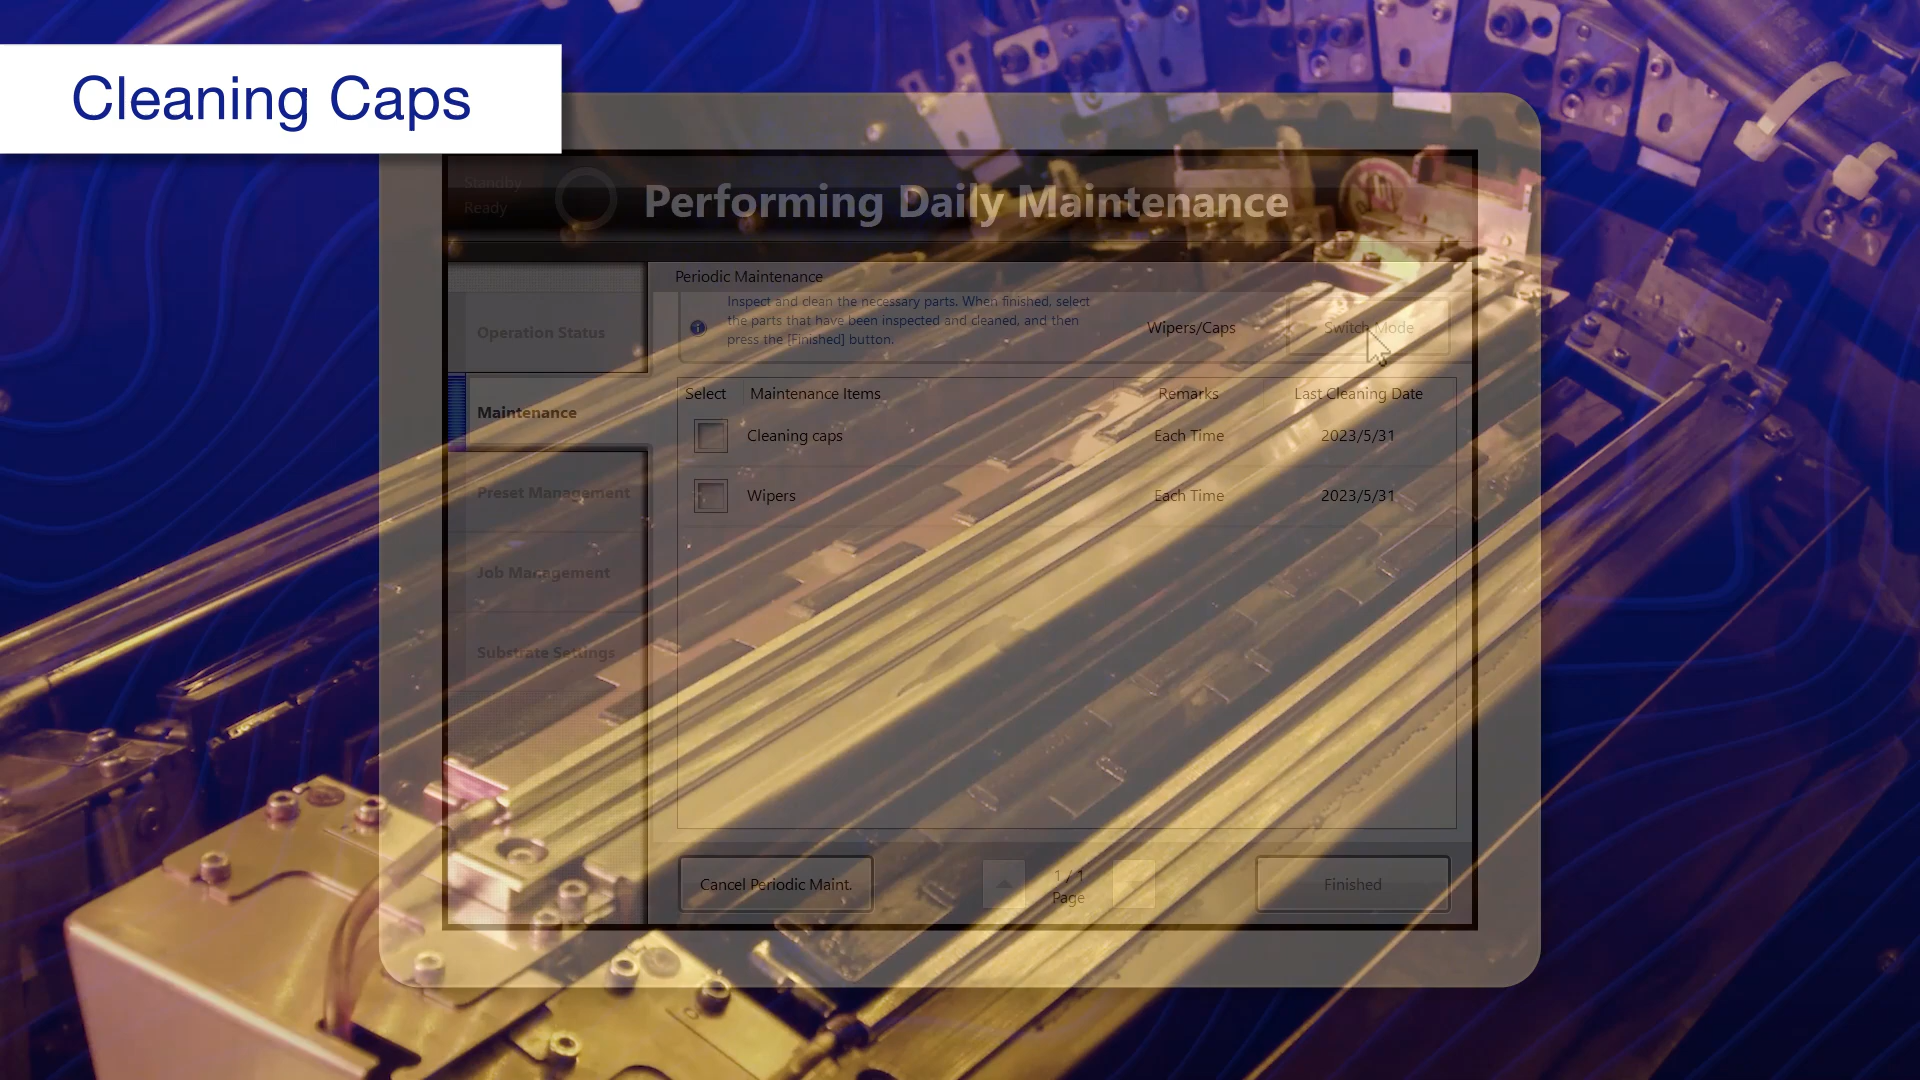 Cleaning Caps
Standby
Ready
Performing Daily Maintenance
Periodic Maintenance
Inspect and clean the necessary parts. When finished, select
the parts that have been inspected and cleaned, and then
press the [Finished] button.
Wipers/Caps
Switch Mode
Operation Status
Maintenance
Preset Management
Job Management
Substrate Settings
Select Maintenance Items Remarks Last Cleaning Date
Cleaning caps Each Time 2023/5/31
Wipers Each Time 2023/5/31
Cancel Periodic Maint.
1 / 1
Page
Finished